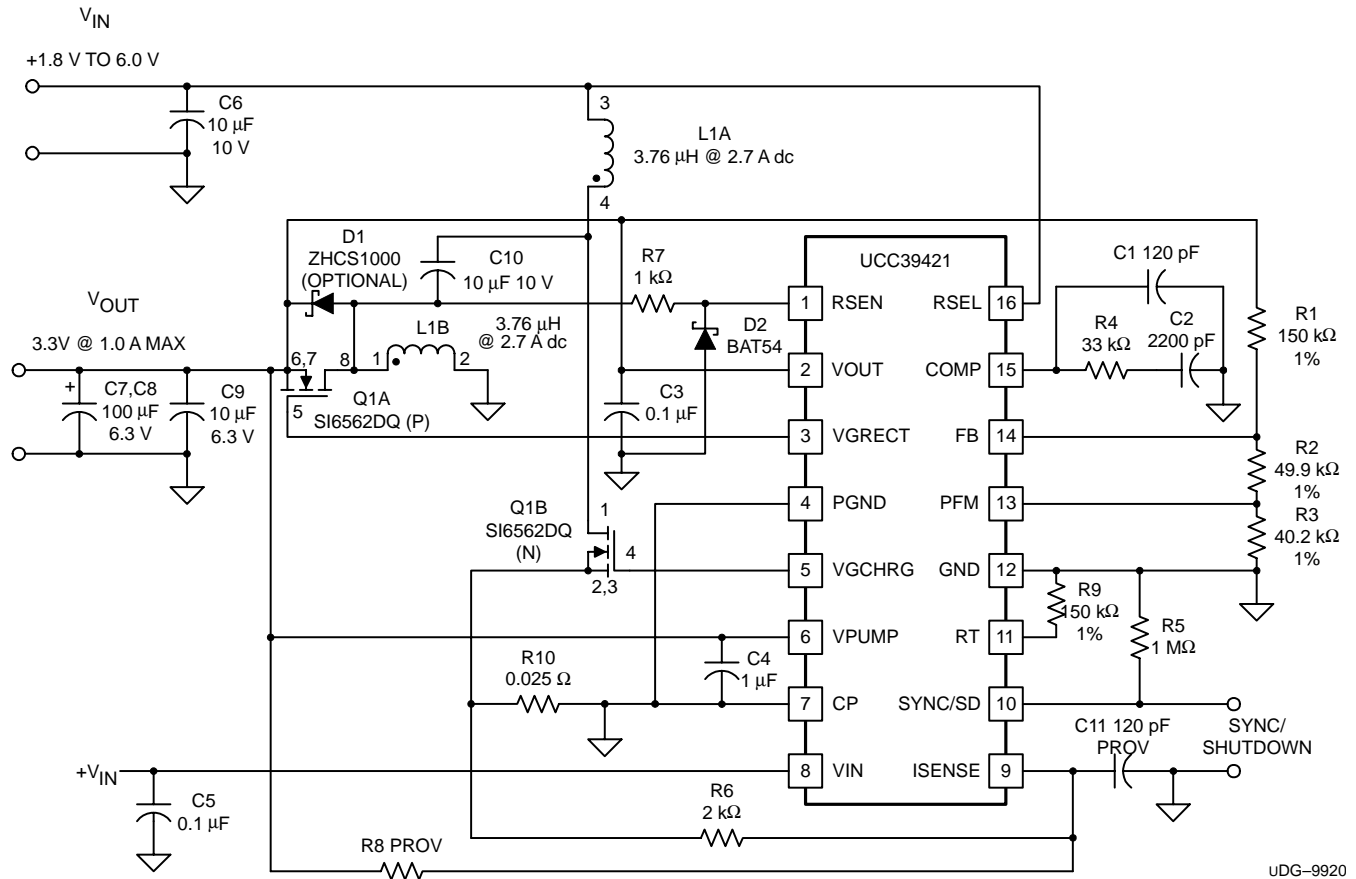 VIN
+1.8 V TO 6.0 V
C6
10 μF
10 V
3
L1A
3.76 μH @ 2.7 A dc
4
D1
ZHCS1000
(OPTIONAL)
C10
10 μF 10 V
R7
1 kΩ
UCC39421
C1 120 pF
1
RSEN
RSEL
16
R4
33 kΩ
C2
2200 pF
R1
150 kΩ
1%
VOUT
3.3V @ 1.0 A MAX
3.76 μH
@ 2.7 A dc
L1B
D2
BAT54
6,7
8
1
2
2
VOUT
COMP
15
+
C7,C8
100 μF
6.3 V
C9
10 μF
6.3 V
5
Q1A
SI6562DQ (P)
C3
0.1 μF
3
VGRECT
FB
14
R2
49.9 kΩ
1%
4
PGND
PFM
13
R3
40.2 kΩ
1%
Q1B
SI6562DQ
(N)
1
4
2,3
5
VGCHRG
GND
12
R9
150 kΩ
1%
R5
1 MΩ
6
VPUMP
RT
11
R10
0.025 Ω
C4
1 μF
7
CP
SYNC/SD
10
SYNC/
SHUTDOWN
C11 120 pF
PROV
+VIN
8
VIN
ISENSE
9
C5
0.1 μF
R6
2 kΩ
R8 PROV
UDG–9920